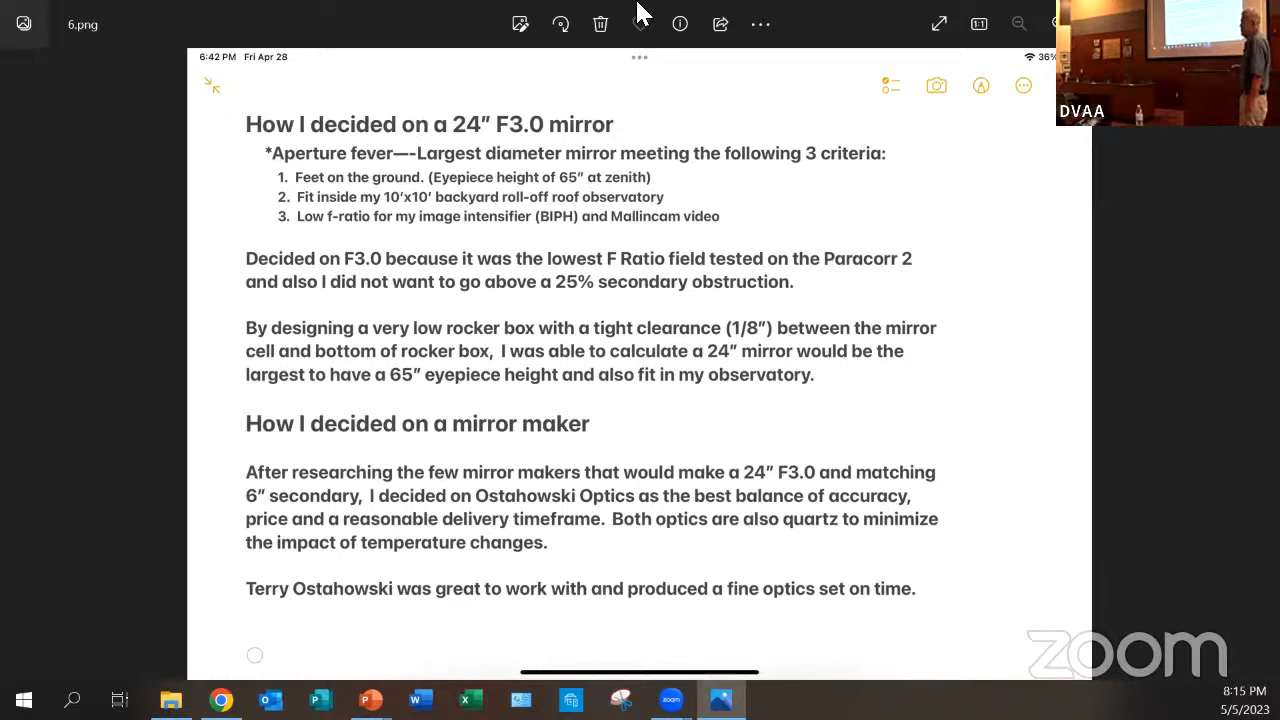 6.png
6:42 PM Fri Apr 28
36%
DVAA
How I decided on a 24” F3.0 mirror
*Aperture fever—-Largest diameter mirror meeting the following 3 criteria:
1. Feet on the ground. (Eyepiece height of 65” at zenith)
2. Fit inside my 10’x10’ backyard roll-off roof observatory
3. Low f-ratio for my image intensifier (BIPH) and Mallincam video
Decided on F3.0 because it was the lowest F Ratio field tested on the Paracorr 2
and also I did not want to go above a 25% secondary obstruction.
By designing a very low rocker box with a tight clearance (1/8”) between the mirror
cell and bottom of rocker box, I was able to calculate a 24” mirror would be the
largest to have a 65” eyepiece height and also fit in my observatory.
How I decided on a mirror maker
After researching the few mirror makers that would make a 24” F3.0 and matching
6” secondary, I decided on Ostahowski Optics as the best balance of accuracy,
price and a reasonable delivery timeframe. Both optics are also quartz to minimize
the impact of temperature changes.
Terry Ostahowski was great to work with and produced a fine optics set on time.
zoom
zoom
8:15 PM
5/5/2023